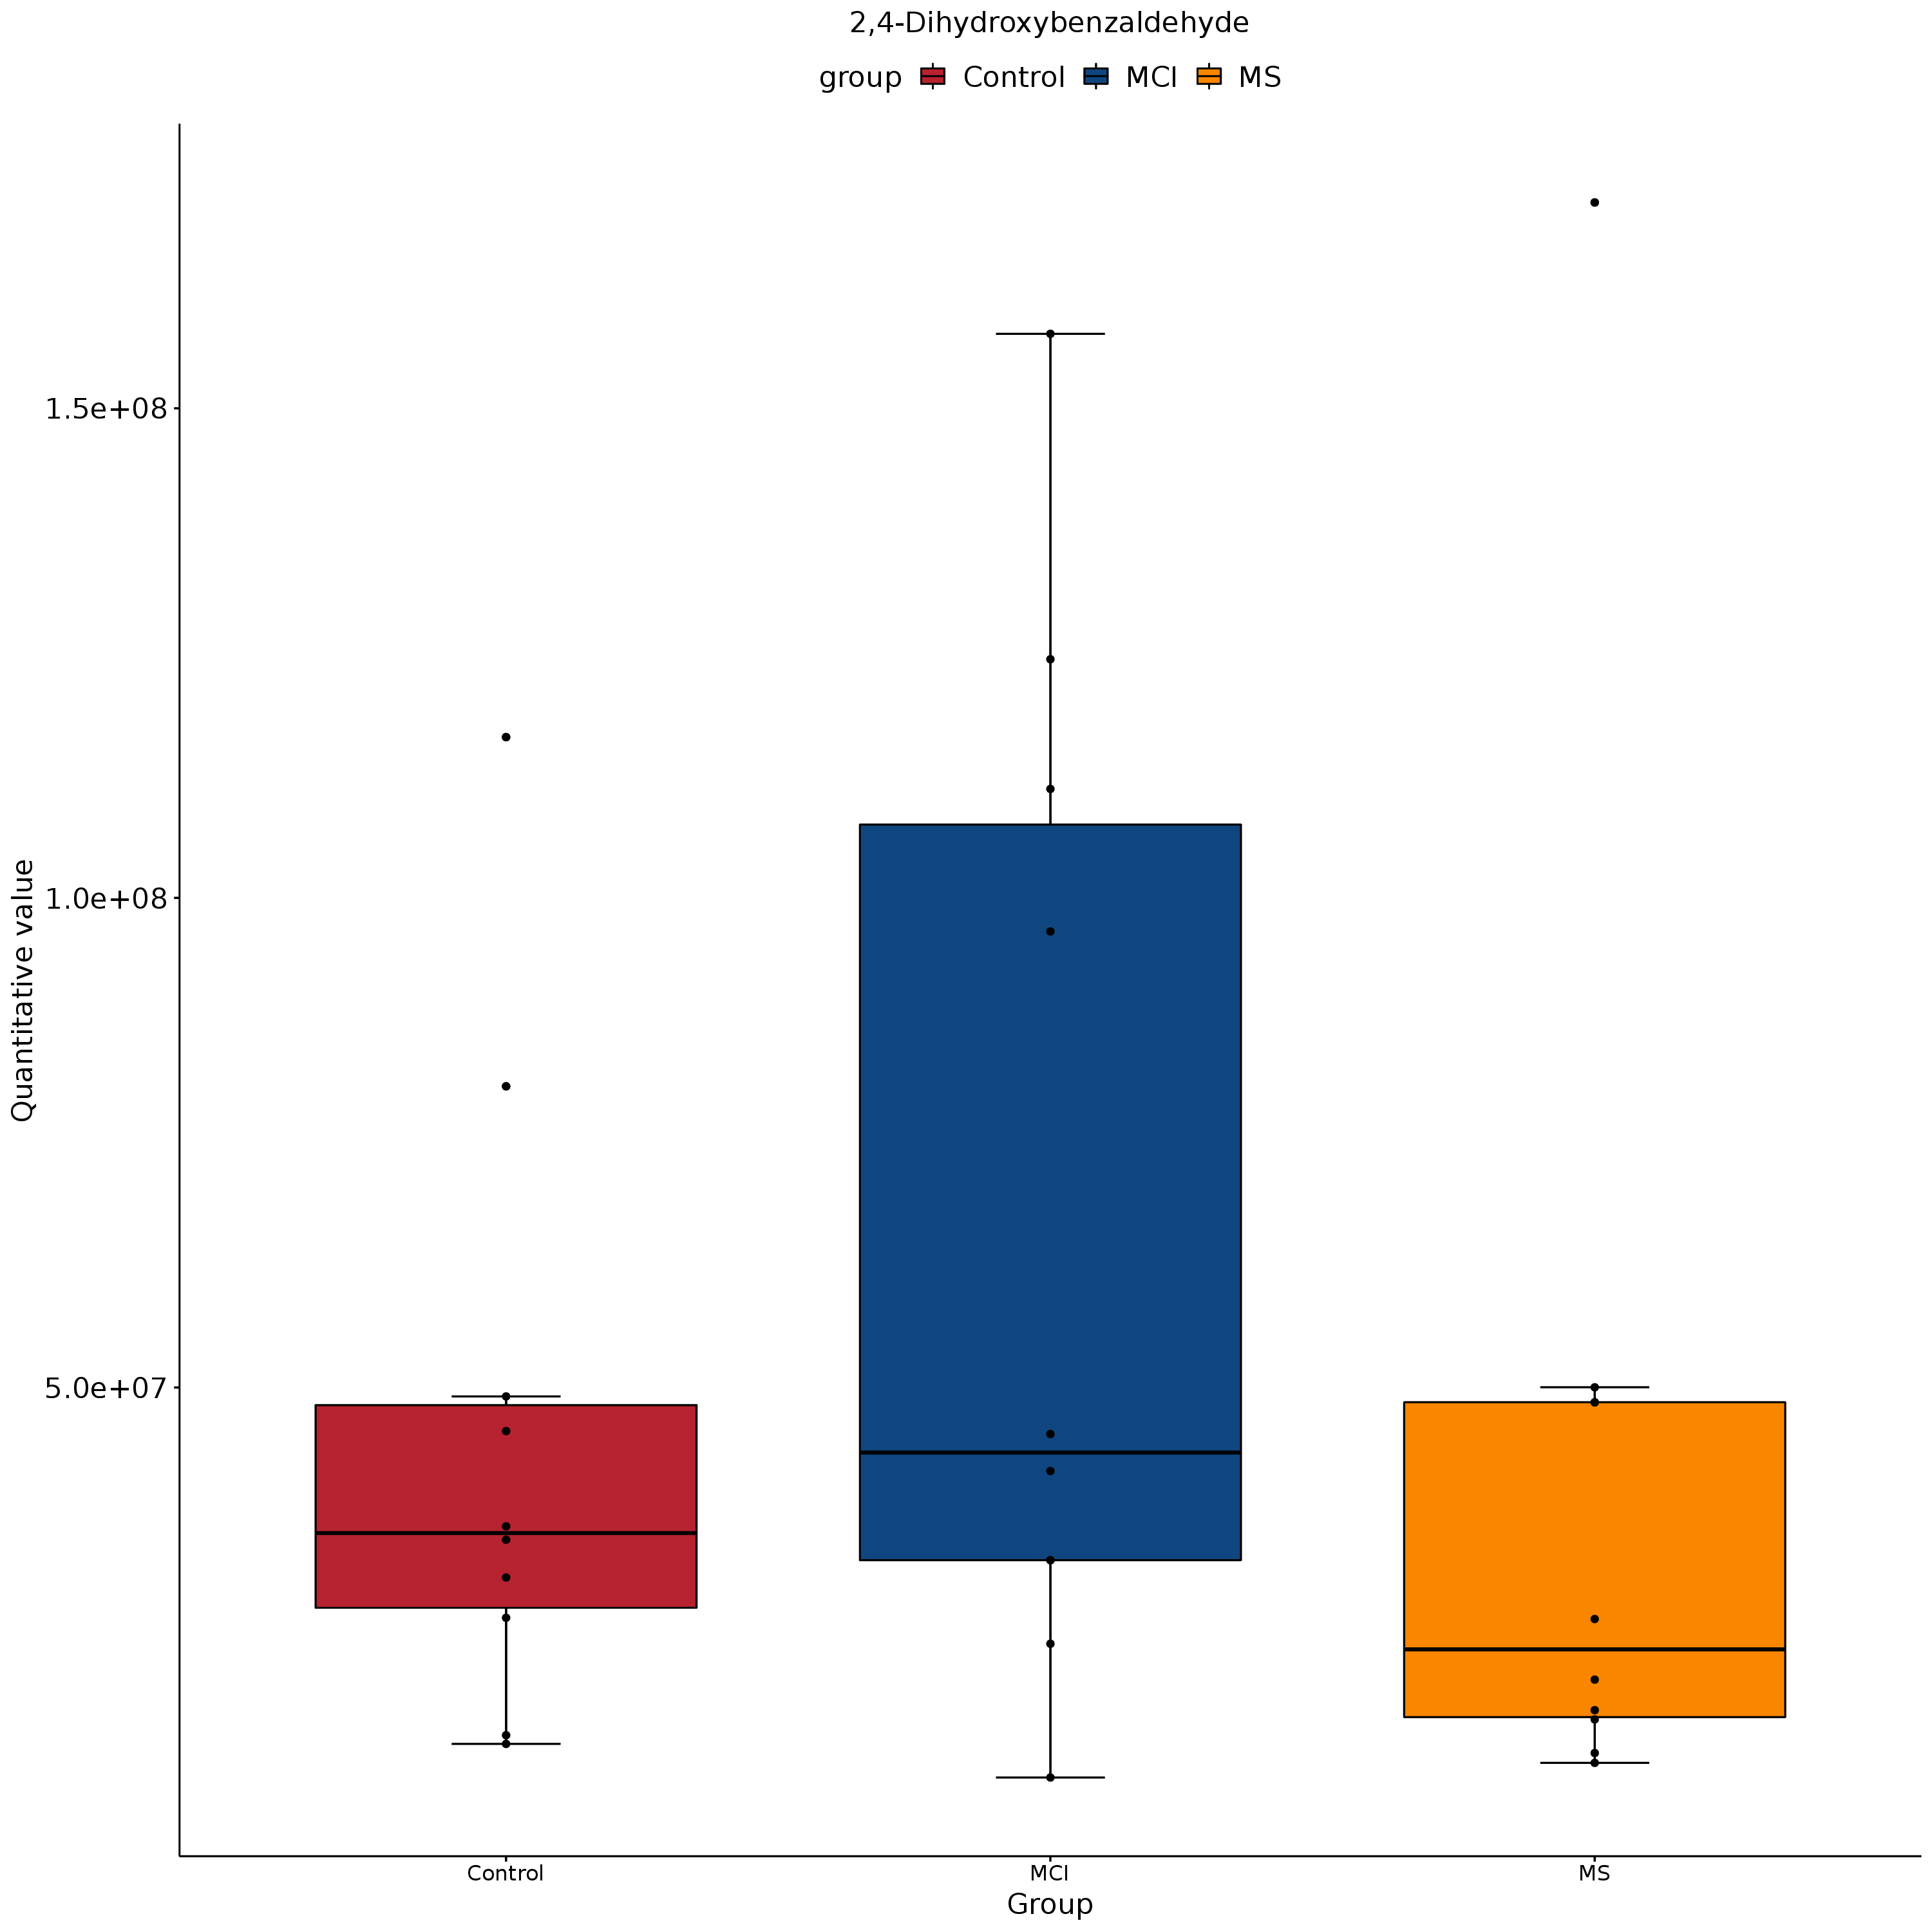 2,4-Dihydroxybenzaldehyde
group Control MCI MS
1.5e+08
1.0e+08
5.0e+07
Quantitative value
Control MCI MS
Group